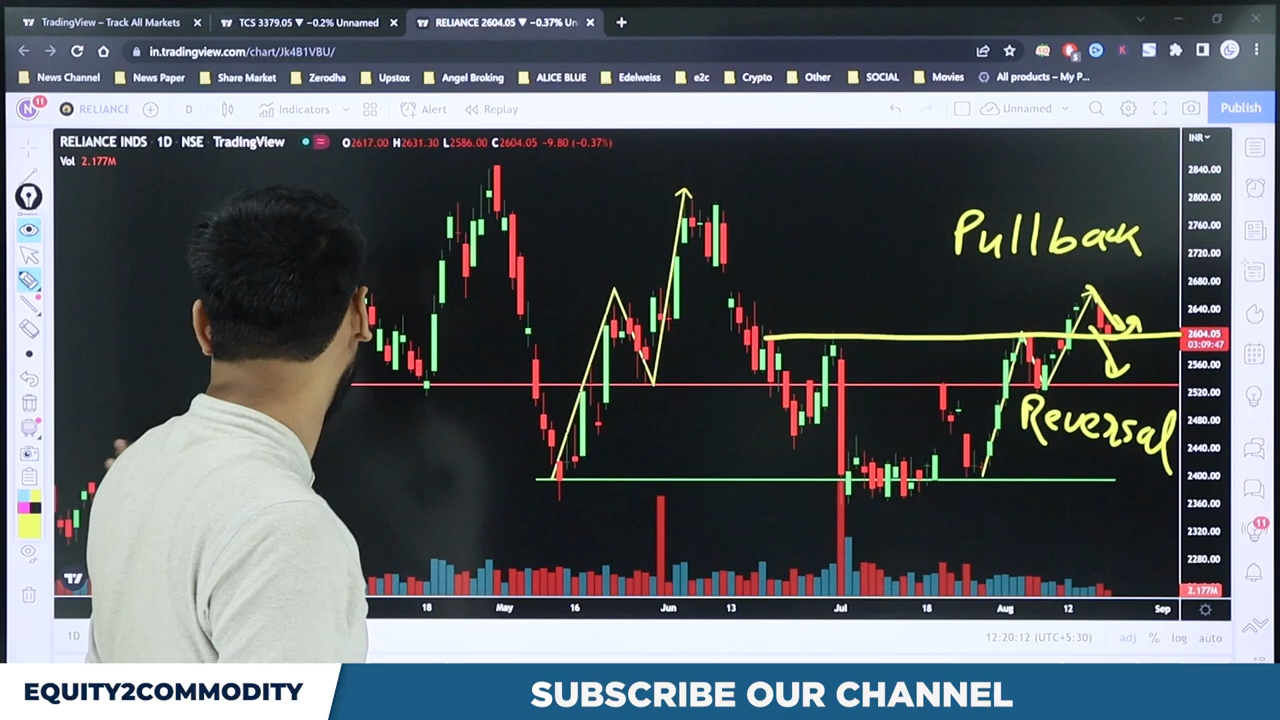 TradingView – Track All Markets
TCS 3379.05 ▼ −0.2% Unnamed
RELIANCE 2604.05 ▼ −0.37% Un
in.tradingview.com/chart/Jk4B1VBU/
News Channel
News Paper
Share Market
Zerodha
Upstox
Angel Broking
ALICE BLUE
Edelweiss
e2c
Crypto
Other
SOCIAL
Movies
All products – My P...
N
11
RELIANCE
D
Indicators
Alert
Replay
Unnamed
Publish
RELIANCE INDS 1D NSE TradingView
O2617.00 H2631.30 L2586.00 C2604.05 −9.80 (−0.37%)
INR
Vol 2.177M
2840.00
2800.00
2760.00
2720.00
2680.00
2640.00
2604.05
03:09:47
2560.00
2520.00
2480.00
2440.00
2400.00
2360.00
2320.00
2280.00
2.177M
Pullback
Reversal
11
18
May
16
Jun
13
Jul
18
Aug
12
Sep
1D
12:20:12 (UTC+5:30)
adj
%
log
auto
EQUITY2COMMODITY
SUBSCRIBE OUR CHANNEL